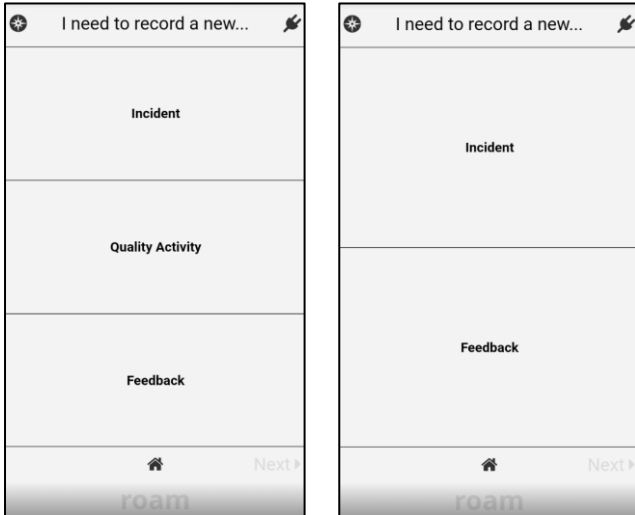 I need to record a new...
Incident
Quality Activity
Feedback
Next
roam
I need to record a new...
Incident
Feedback
Next
roam